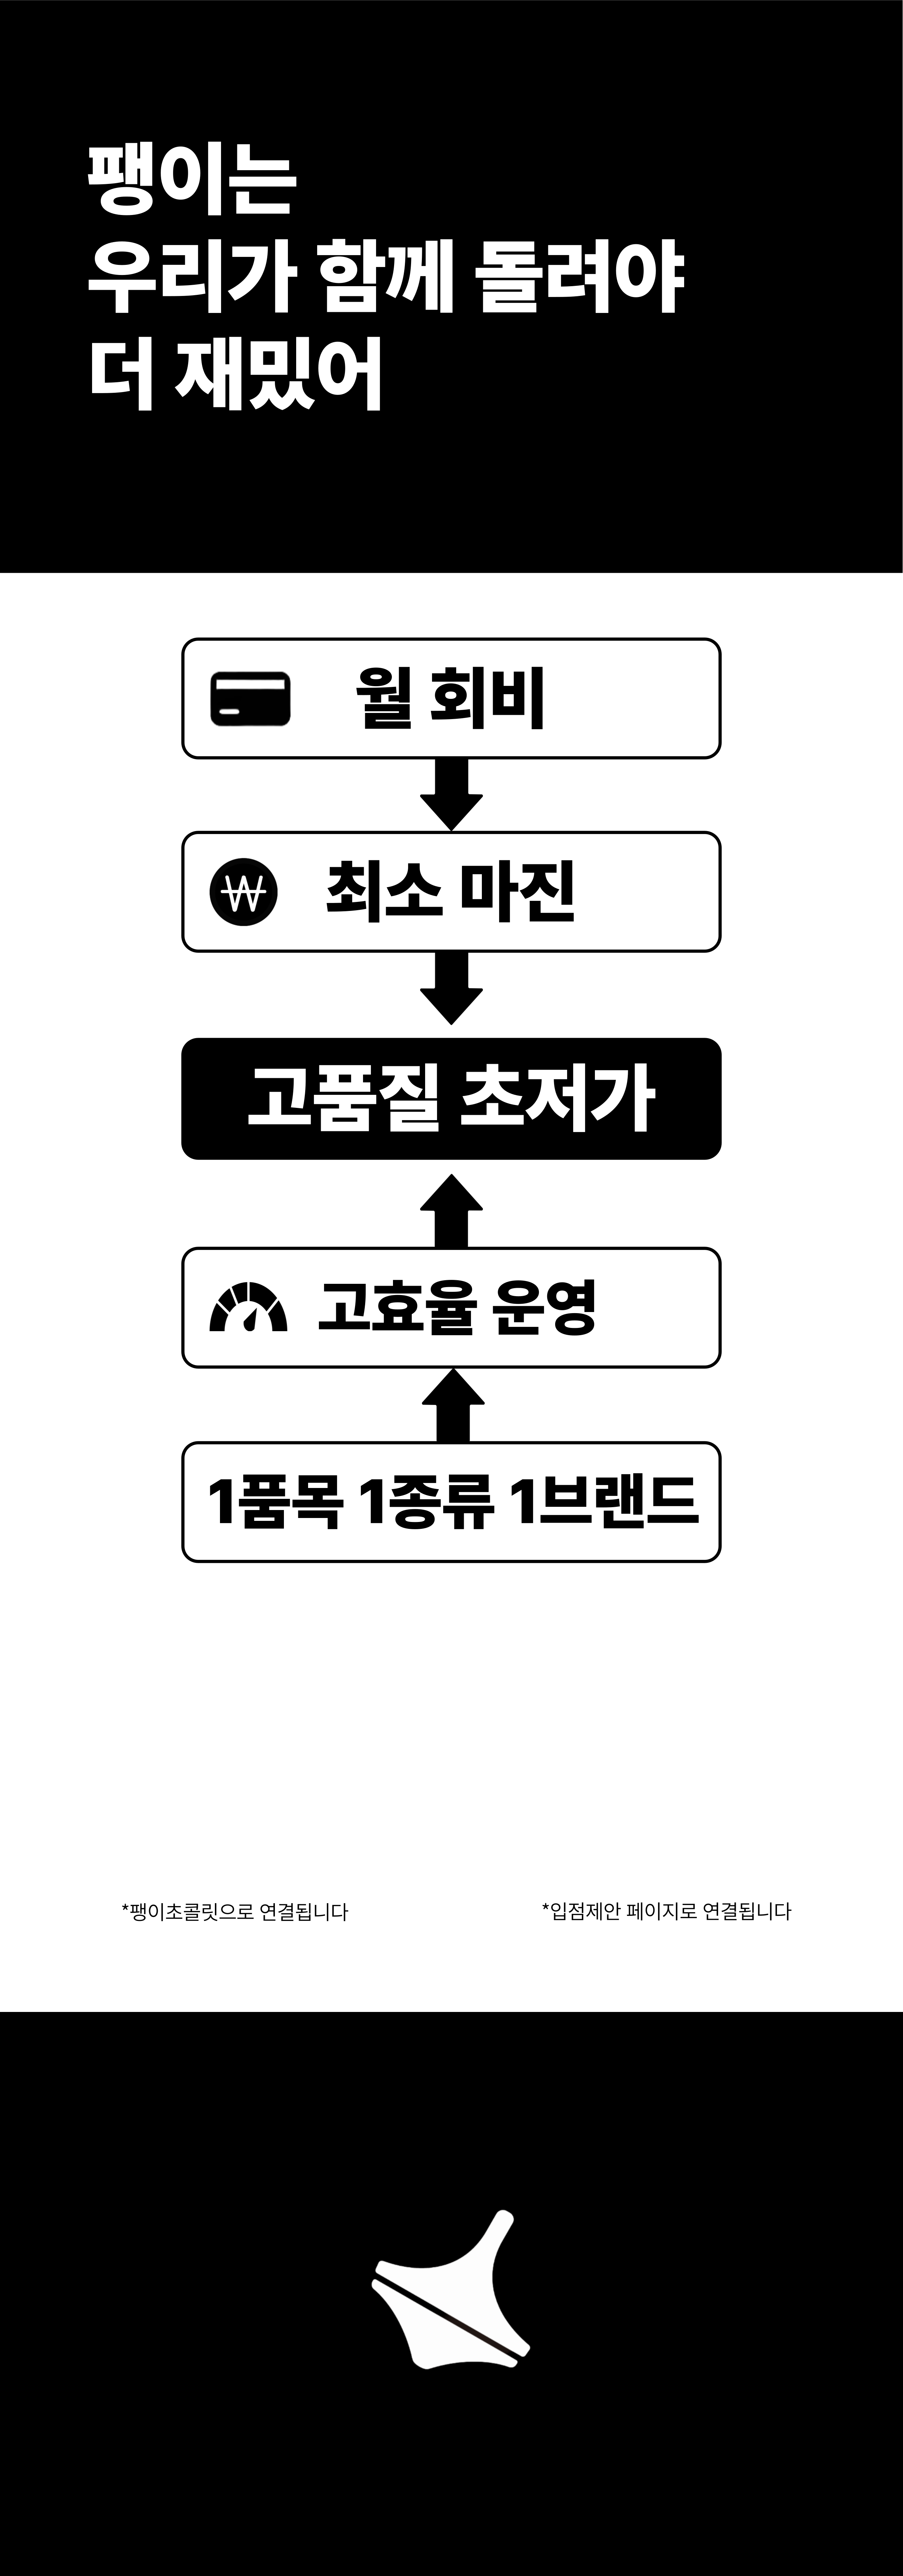 팽이는
우리가 함께 돌려야
더 재밌어
월 회비
최소 마진
고품질 초저가
고효율 운영
1품목 1종류 1브랜드
*팽이초콜릿으로 연결됩니다
*입점제안 페이지로 연결됩니다